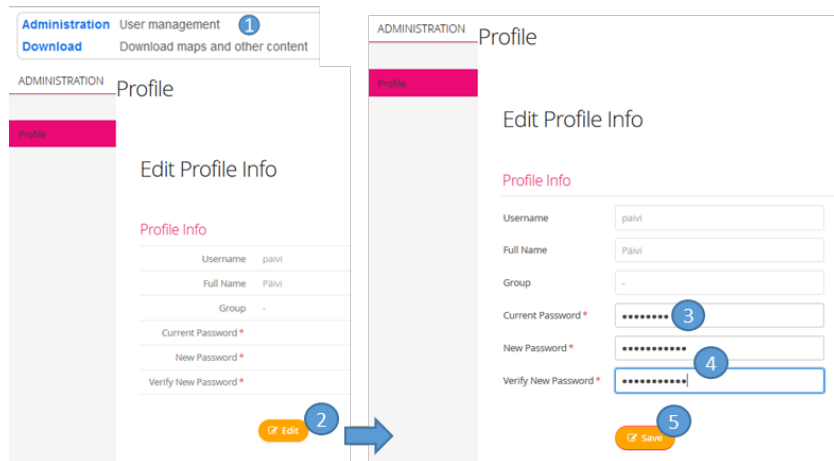 Administration User management 1
Download Download maps and other content
ADMINISTRATION
Profile
Profile
Edit Profile Info
Profile Info
Username paivi
Full Name Päivi
Group -
Current Password *
New Password *
Verify New Password *
Edit 2
ADMINISTRATION
Profile
Profile
Edit Profile Info
Profile Info
Username paivi
Full Name Päivi
Group -
Current Password * •••••••• 3
New Password * •••••••••••
4
Verify New Password * •••••••••••
5
Save